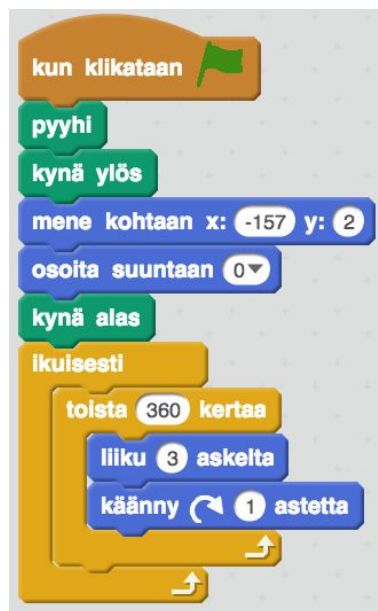 kun klikataan
pyyhi
kynä ylös
mene kohtaan x: -157 y: 2
osoita suuntaan 0
kynä alas
ikuisesti
toista 360 kertaa
liiku 3 askelta
käänny 1 astetta